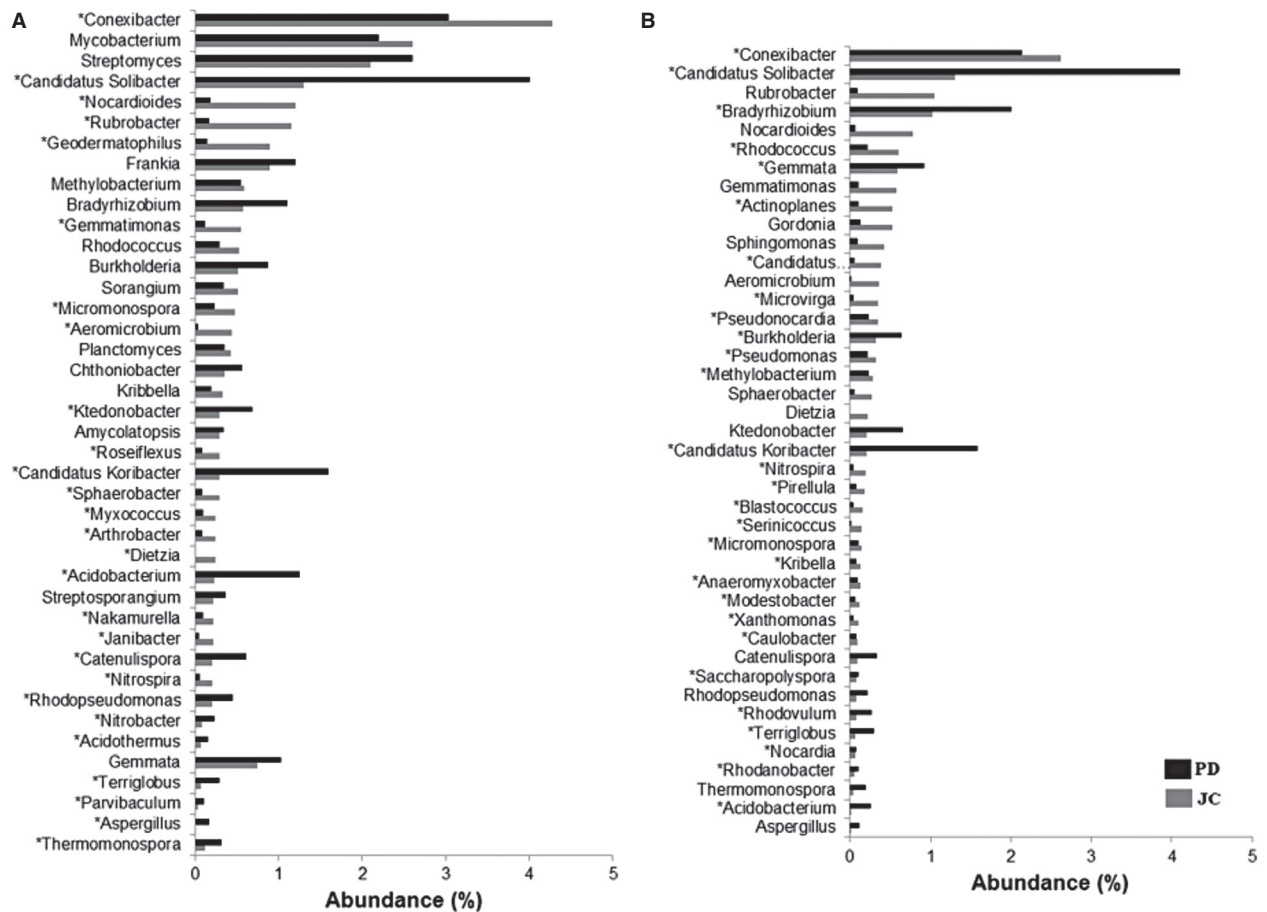 A
*Conexibacter
Mycobacterium
Streptomyces
*Candidatus Solibacter
*Nocardioides
*Rubrobacter
*Geodermatophilus
Frankia
Methylobacterium
Bradyrhizobium
*Gemmatimonas
Rhodococcus
Burkholderia
Sorangium
*Micromonospora
*Aeromicrobium
Planctomyces
Chthoniobacter
Kribbella
*Ktedonobacter
Amycolatopsis
*Roseiflexus
*Candidatus Koribacter
*Sphaerobacter
*Myxococcus
*Arthrobacter
*Dietzia
*Acidobacterium
Streptosporangium
*Nakamurella
*Janibacter
*Catenulispora
*Nitrospira
*Rhodopseudomonas
*Nitrobacter
*Acidothermus
Gemmata
*Terriglobus
*Parvibaculum
*Aspergillus
*Thermomonospora
0 1 2 3 4 5
Abundance (%)
B
*Conexibacter
*Candidatus Solibacter
Rubrobacter
*Bradyrhizobium
Nocardioides
*Rhodococcus
*Gemmata
Gemmatimonas
*Actinoplanes
Gordonia
Sphingomonas
*Candidatus...
Aeromicrobium
*Microvirga
*Pseudonocardia
*Burkholderia
*Pseudomonas
*Methylobacterium
Sphaerobacter
Dietzia
Ktedonobacter
*Candidatus Koribacter
*Nitrospira
*Pirellula
*Blastococcus
*Serinicoccus
*Micromonospora
*Kribella
*Anaeromyxobacter
*Modestobacter
*Xanthomonas
*Caulobacter
Catenulispora
*Saccharopolyspora
Rhodopseudomonas
*Rhodovulum
*Terriglobus
*Nocardia
*Rhodanobacter
Thermomonospora
*Acidobacterium
Aspergillus
PD
JC
0 1 2 3 4 5
Abundance (%)